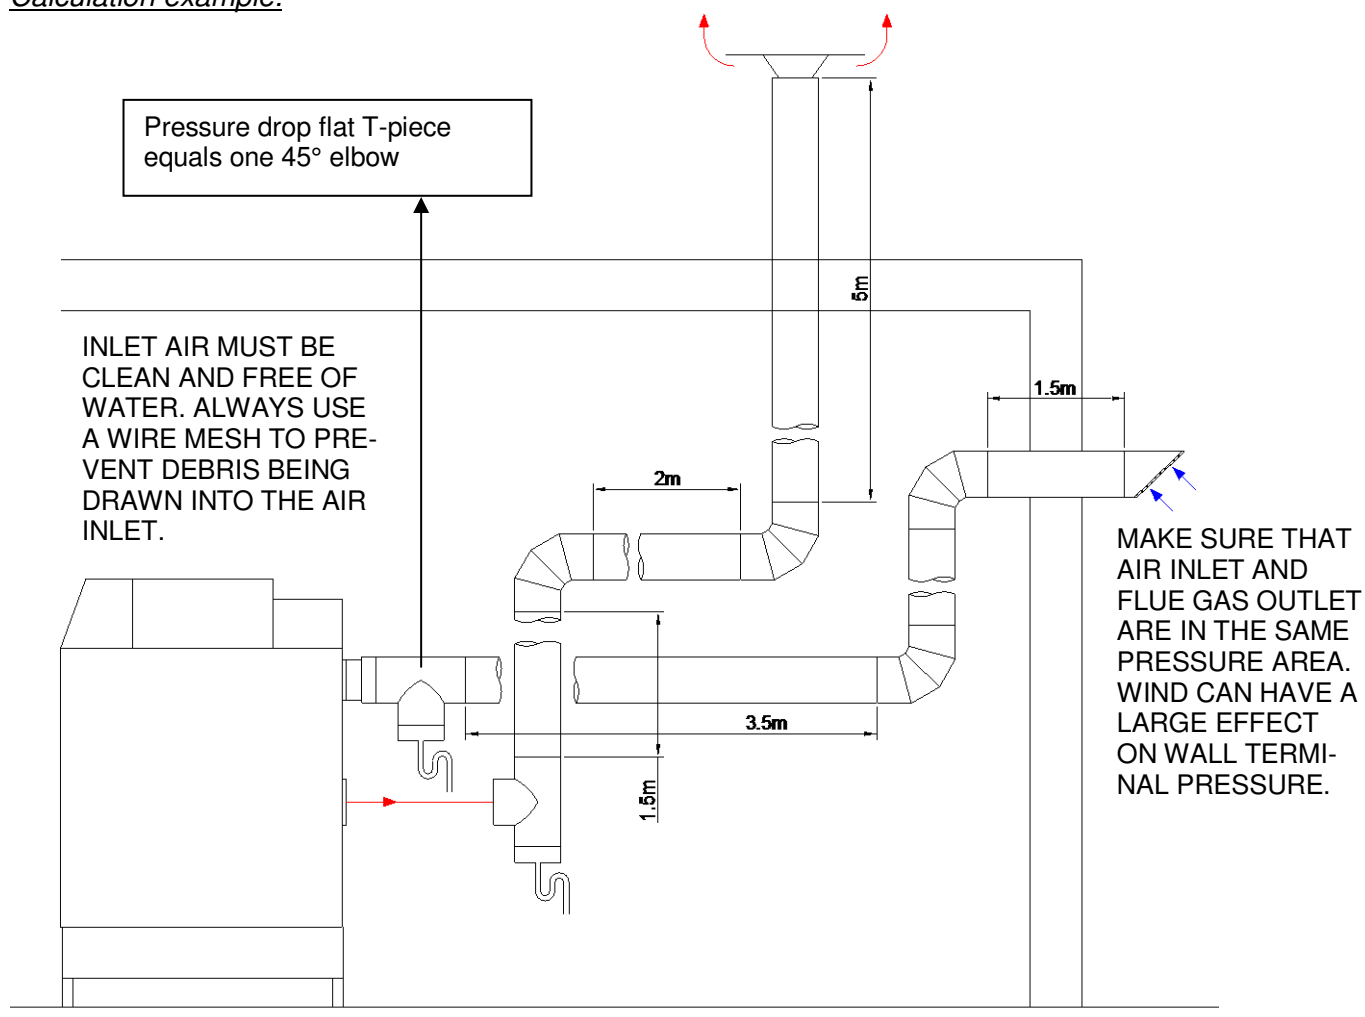 Calculation example:
Pressure drop flat T-piece
equals one 45° elbow
5m
INLET AIR MUST BE
CLEAN AND FREE OF
WATER. ALWAYS USE
A WIRE MESH TO PRE-
VENT DEBRIS BEING
DRAWN INTO THE AIR
INLET.
1.5m
2m
MAKE SURE THAT
AIR INLET AND
FLUE GAS OUTLET
ARE IN THE SAME
PRESSURE AREA.
WIND CAN HAVE A
LARGE EFFECT
ON WALL TERMI-
NAL PRESSURE.
3.5m
1.5m